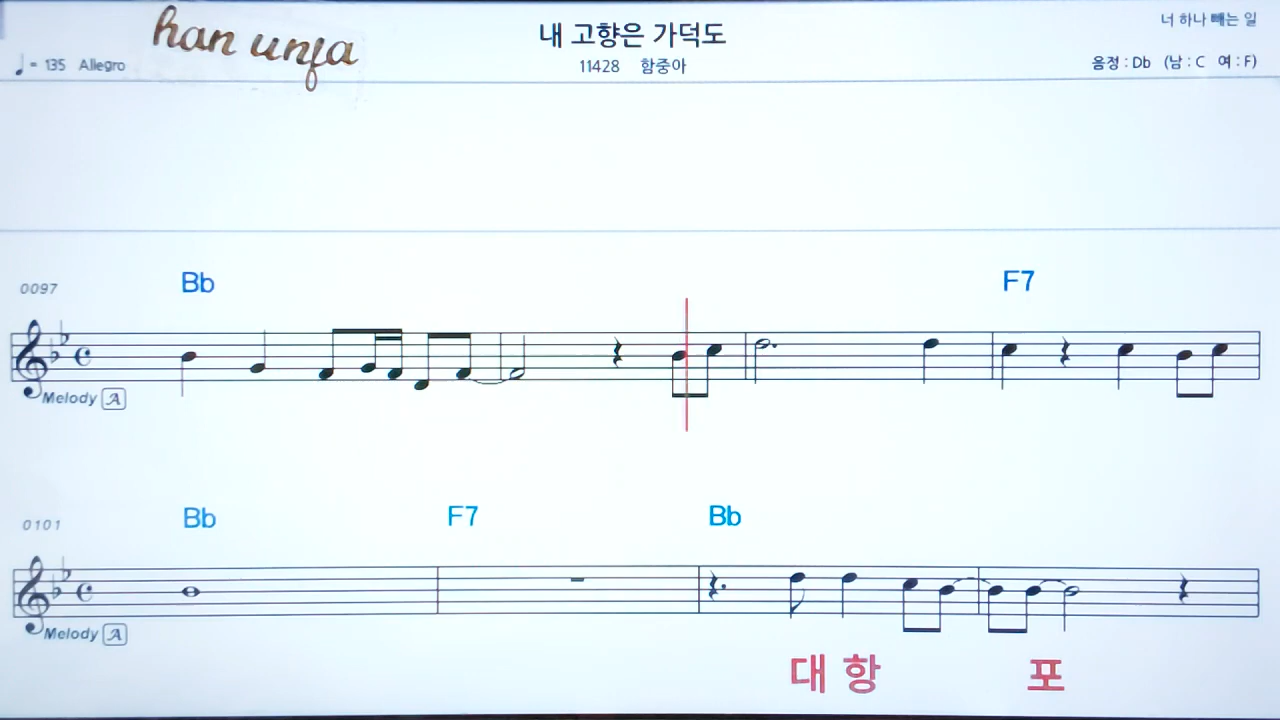 han unja
내 고향은 가덕도
너 하나 빼는 일
♩= 135 Allegro
11428 함중아
음정 : Db (남 : C 여 : F)
0097
Bb F7
Melody A
0101
Bb F7 Bb
Melody A
대 항 포